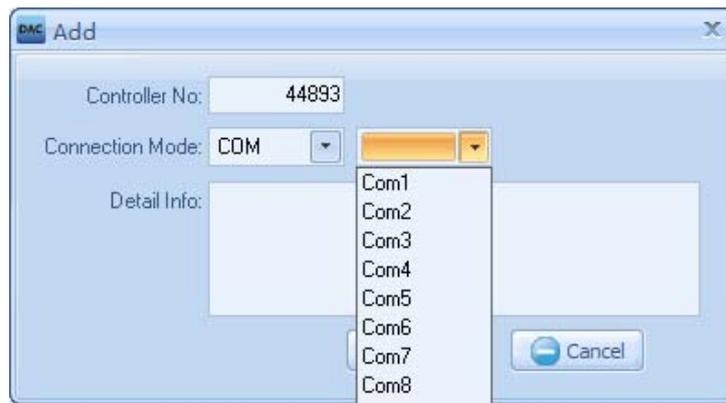 DAC Add
Controller No: 44893
Connection Mode: COM
Com1
Detail Info:
Com2
Com3
Com4
Com5
Com6
Com7
Com8
Cancel